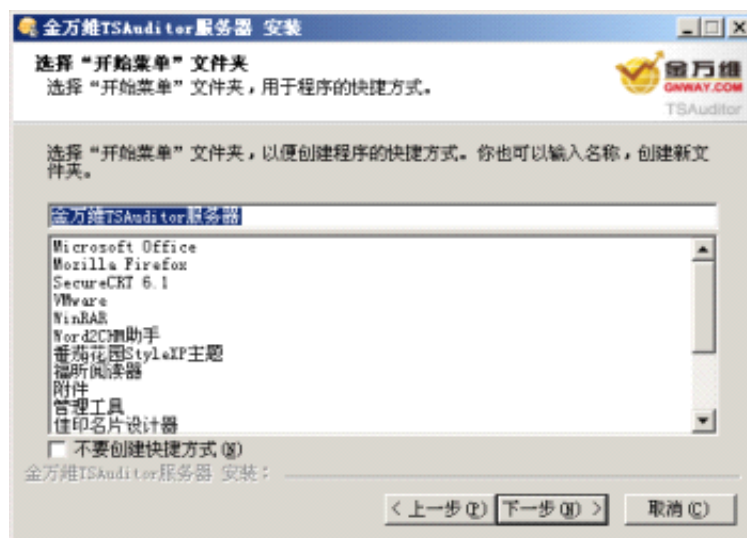 金万维TSAuditor服务器 安装
选择“开始菜单”文件夹
选择“开始菜单”文件夹，用于程序的快捷方式。
金万维
GNWAY.COM
TSAuditor
选择“开始菜单”文件夹，以便创建程序的快捷方式。你也可以输入名称，创建新文
件夹。
金万维TSAuditor服务器
Microsoft Office
Mozilla Firefox
SecureCRT 6.1
VMware
WinRAR
Word2CHM助手
番茄花园StyleXP主题
福昕阅读器
附件
管理工具
佳印名片设计器
不要创建快捷方式(N)
金万维TSAuditor服务器 安装：
< 上一步(P)
下一步(N) >
取消(C)